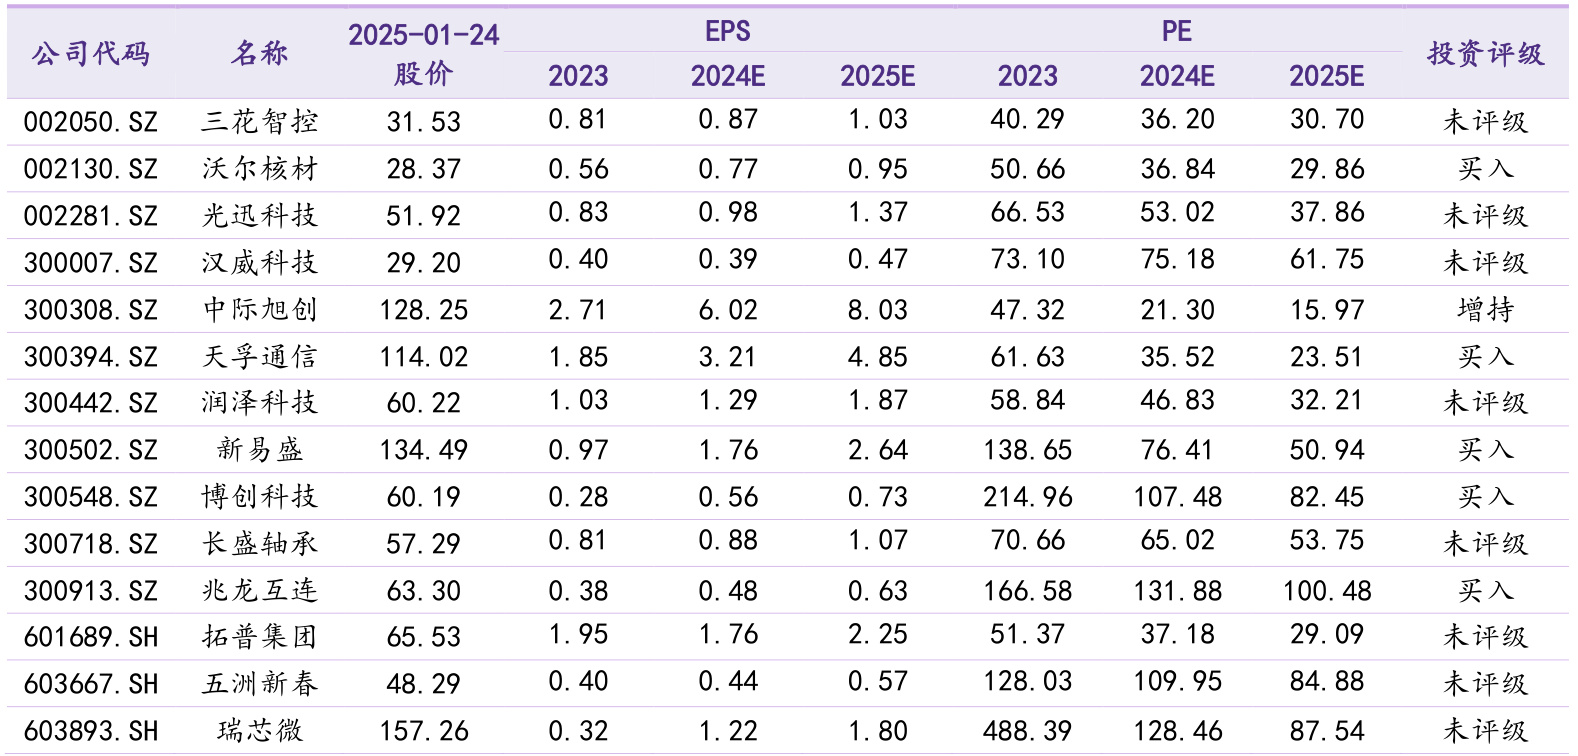 公司代码 名称 2025-01-24 股价 EPS PE 投资评级
2023 2024E 2025E 2023 2024E 2025E
002050.SZ 三花智控 31.53 0.81 0.87 1.03 40.29 36.20 30.70 未评级
002130.SZ 沃尔核材 28.37 0.56 0.77 0.95 50.66 36.84 29.86 买入
002281.SZ 光迅科技 51.92 0.83 0.98 1.37 66.53 53.02 37.86 未评级
300007.SZ 汉威科技 29.20 0.40 0.39 0.47 73.10 75.18 61.75 未评级
300308.SZ 中际旭创 128.25 2.71 6.02 8.03 47.32 21.30 15.97 增持
300394.SZ 天孚通信 114.02 1.85 3.21 4.85 61.63 35.52 23.51 买入
300442.SZ 润泽科技 60.22 1.03 1.29 1.87 58.84 46.83 32.21 未评级
300502.SZ 新易盛 134.49 0.97 1.76 2.64 138.65 76.41 50.94 买入
300548.SZ 博创科技 60.19 0.28 0.56 0.73 214.96 107.48 82.45 买入
300718.SZ 长盛轴承 57.29 0.81 0.88 1.07 70.66 65.02 53.75 未评级
300913.SZ 兆龙互连 63.30 0.38 0.48 0.63 166.58 131.88 100.48 买入
601689.SH 拓普集团 65.53 1.95 1.76 2.25 51.37 37.18 29.09 未评级
603667.SH 五洲新春 48.29 0.40 0.44 0.57 128.03 109.95 84.88 未评级
603893.SH 瑞芯微 157.26 0.32 1.22 1.80 488.39 128.46 87.54 未评级